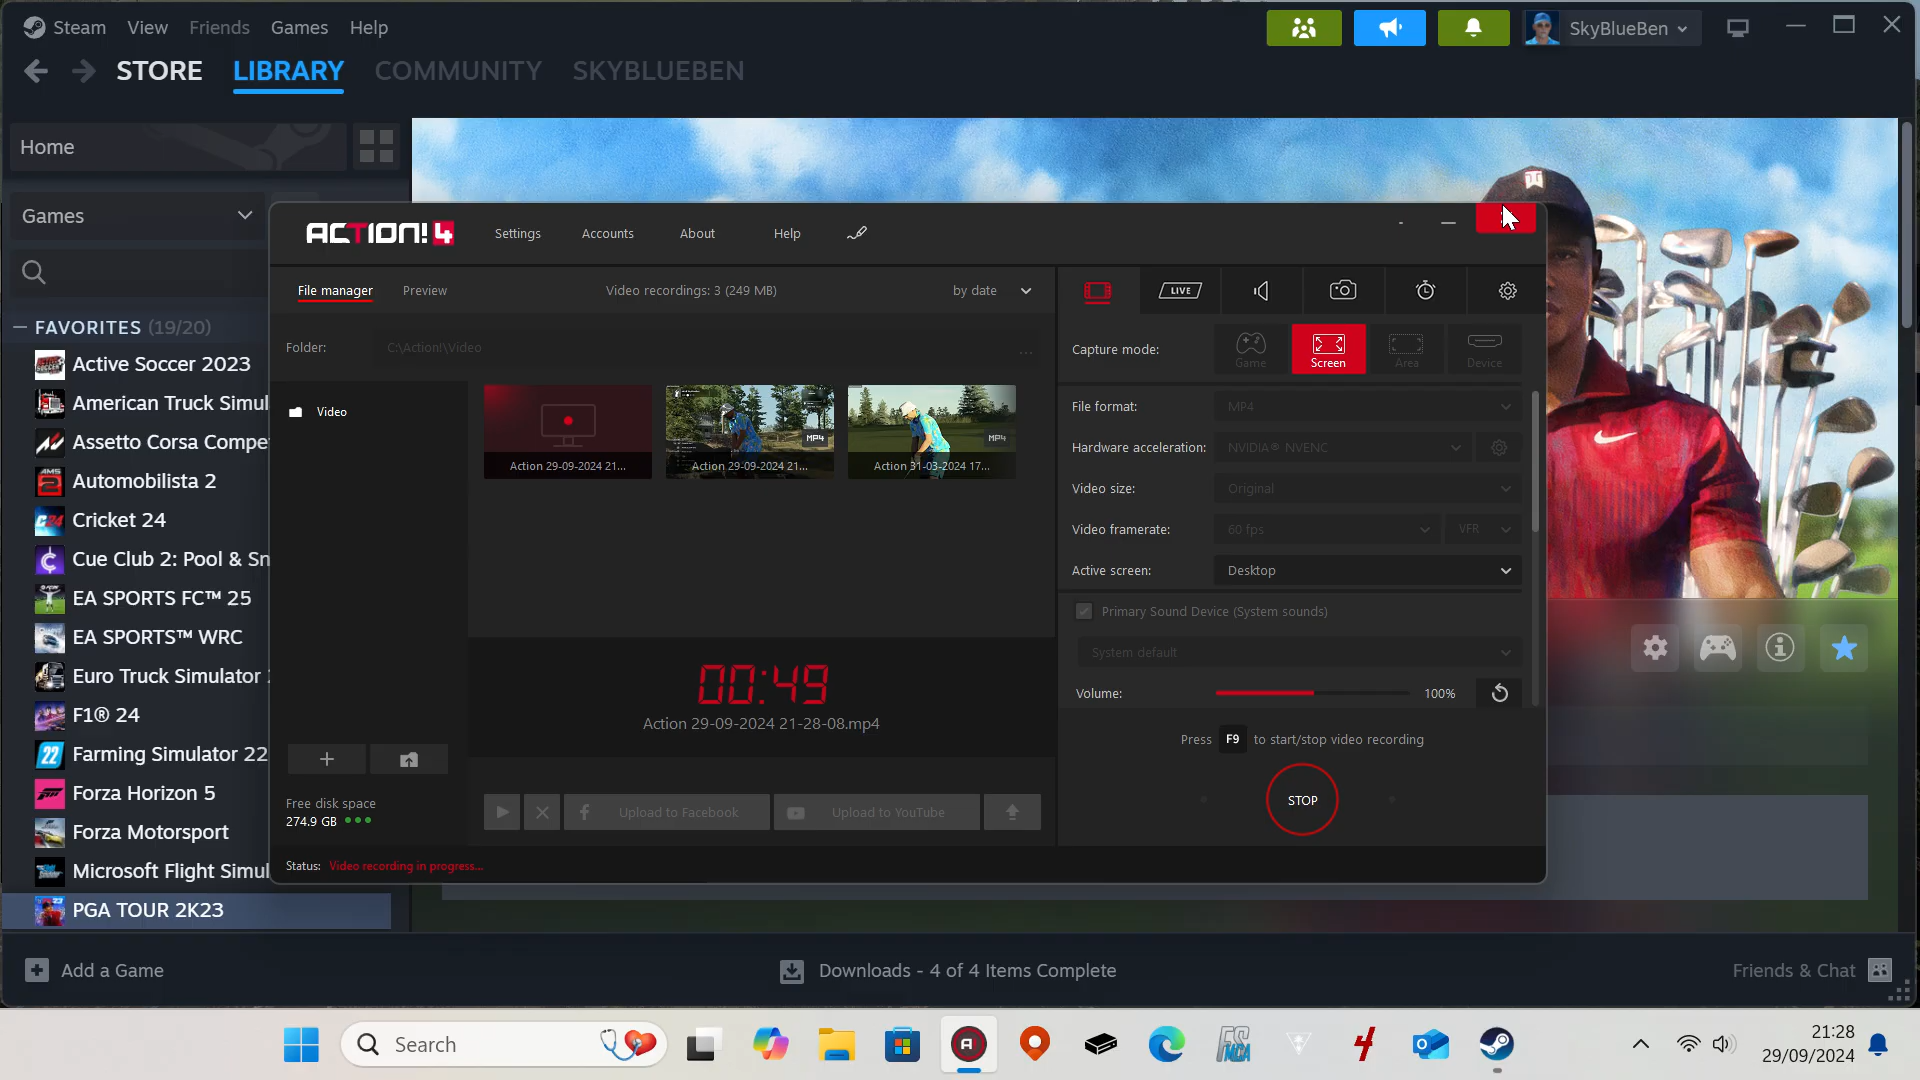 Steam View Friends Games Help
SkyBlueBen
STORE LIBRARY COMMUNITY SKYBLUEBEN
Home
Games
FAVORITES (19/20)
Active Soccer 2023
American Truck Simul
Assetto Corsa Compe
Automobilista 2
Cricket 24
Cue Club 2: Pool & Sn
EA SPORTS FC™ 25
EA SPORTS™ WRC
Euro Truck Simulator
F1® 24
Farming Simulator 22
Forza Horizon 5
Forza Motorsport
Microsoft Flight Simul
PGA TOUR 2K23
ACTION! 4 Settings Accounts About Help
File manager Preview Video recordings: 3 (249 MB) by date
LIVE
Folder: C:\Action!\Video ...
Video
MP4
MP4
Action 29-09-2024 21... Action 29-09-2024 21... Action 31-03-2024 17...
00:49
Action 29-09-2024 21-28-08.mp4
Free disk space
274.9 GB
Upload to Facebook Upload to YouTube
Status: Video recording in progress...
Capture mode: Game Screen Area Device
File format: MP4
Hardware acceleration: NVIDIA® NVENC
Video size: Original
Video framerate: 60 fps VFR
Active screen: Desktop
Primary Sound Device (System sounds)
System default
Volume: 100%
Press F9 to start/stop video recording
STOP
Add a Game
Downloads - 4 of 4 Items Complete
Friends & Chat
Search
21:28
29/09/2024